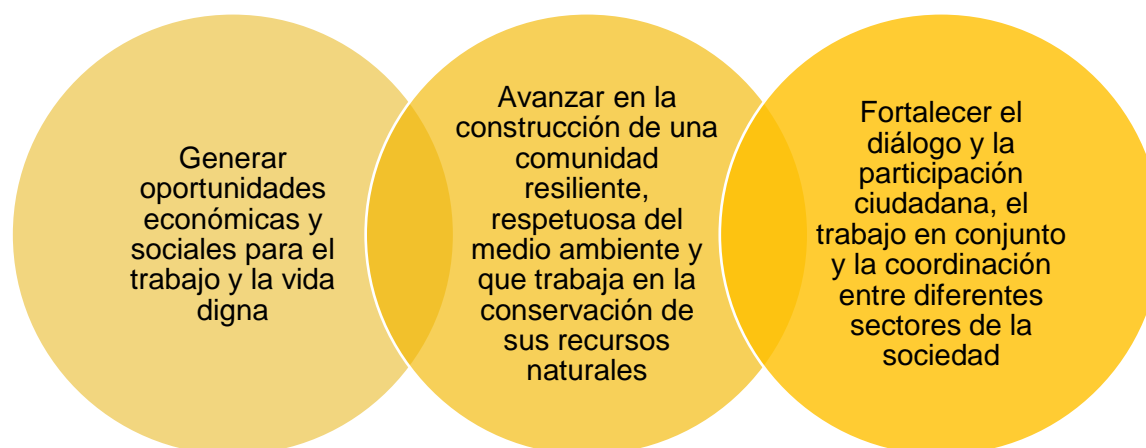 Generar
oportunidades
económicas y
sociales para el
trabajo y la vida
digna
Avanzar en la
construcción de una
comunidad
resiliente,
respetuosa del
medio ambiente y
que trabaja en la
conservación de
sus recursos
naturales
Fortalecer el
diálogo y la
participación
ciudadana, el
trabajo en conjunto
y la coordinación
entre diferentes
sectores de la
sociedad